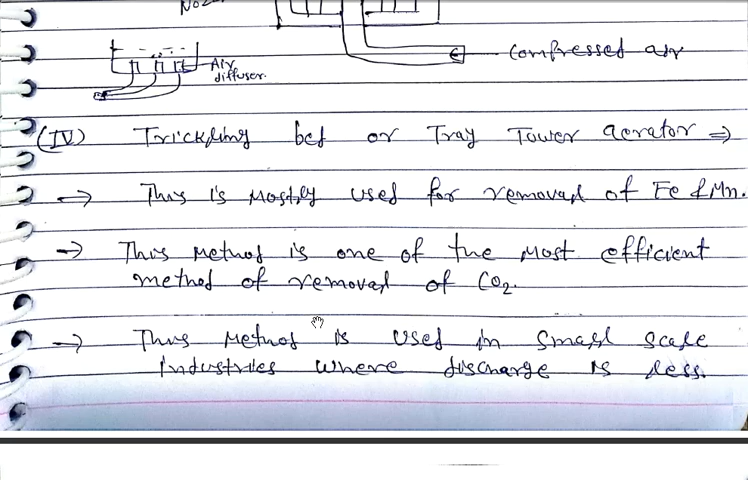 Noz
compressed air
Air
diffuser.
(IV) Trickling bed or Tray Tower aerator ⇒
→ This is mostly used for removal of Fe & Mn.
→ This method is one of the most efficient
method of removal of CO2.
→ This method is used in small scale
industries where discharge is less.